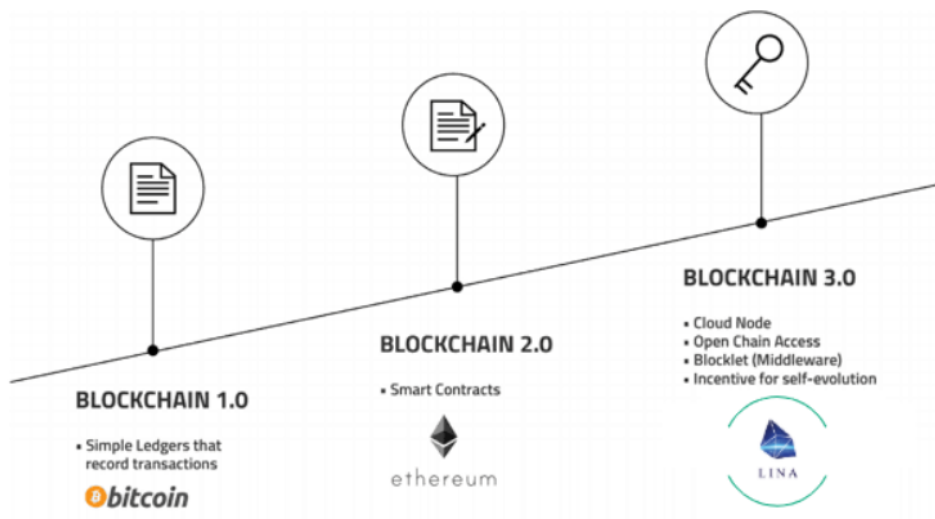 BLOCKCHAIN 1.0
• Simple Ledgers that
record transactions
bitcoin
BLOCKCHAIN 2.0
• Smart Contracts
ethereum
BLOCKCHAIN 3.0
• Cloud Node
• Open Chain Access
• Blocklet (Middleware)
• Incentive for self-evolution
LINA